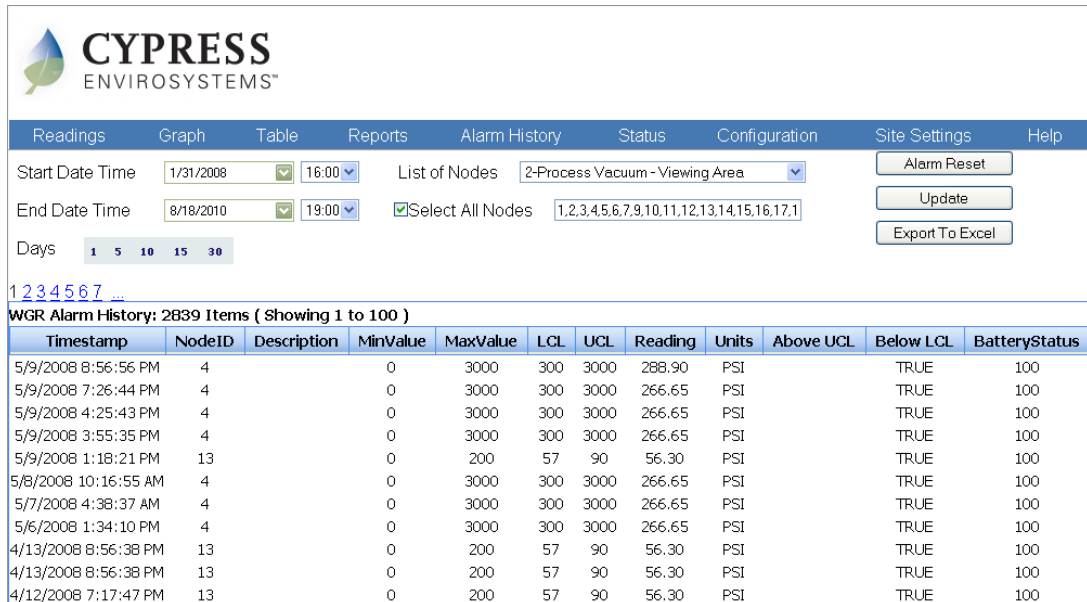 CYPRESS
ENVIROSYSTEMS™
Readings Graph Table Reports Alarm History Status Configuration Site Settings Help
Start Date Time 1/31/2008 16:00 List of Nodes 2-Process Vacuum - Viewing Area Alarm Reset
Update
End Date Time 8/18/2010 19:00 Select All Nodes 1,2,3,4,5,6,7,9,10,11,12,13,14,15,16,17,1
Export To Excel
Days 1 5 10 15 30
1 2 3 4 5 6 7 ...
WGR Alarm History: 2839 Items ( Showing 1 to 100 )
Timestamp NodeID Description MinValue MaxValue LCL UCL Reading Units Above UCL Below LCL BatteryStatus
5/9/2008 8:56:56 PM 4 0 3000 300 3000 288.90 PSI TRUE 100
5/9/2008 7:26:44 PM 4 0 3000 300 3000 266.65 PSI TRUE 100
5/9/2008 4:25:43 PM 4 0 3000 300 3000 266.65 PSI TRUE 100
5/9/2008 3:55:35 PM 4 0 3000 300 3000 266.65 PSI TRUE 100
5/9/2008 1:18:21 PM 13 0 200 57 90 56.30 PSI TRUE 100
5/8/2008 10:16:55 AM 4 0 3000 300 3000 266.65 PSI TRUE 100
5/7/2008 4:38:37 AM 4 0 3000 300 3000 266.65 PSI TRUE 100
5/6/2008 1:34:10 PM 4 0 3000 300 3000 266.65 PSI TRUE 100
4/13/2008 8:56:38 PM 13 0 200 57 90 56.30 PSI TRUE 100
4/13/2008 8:56:38 PM 13 0 200 57 90 56.30 PSI TRUE 100
4/12/2008 7:17:47 PM 13 0 200 57 90 56.30 PSI TRUE 100